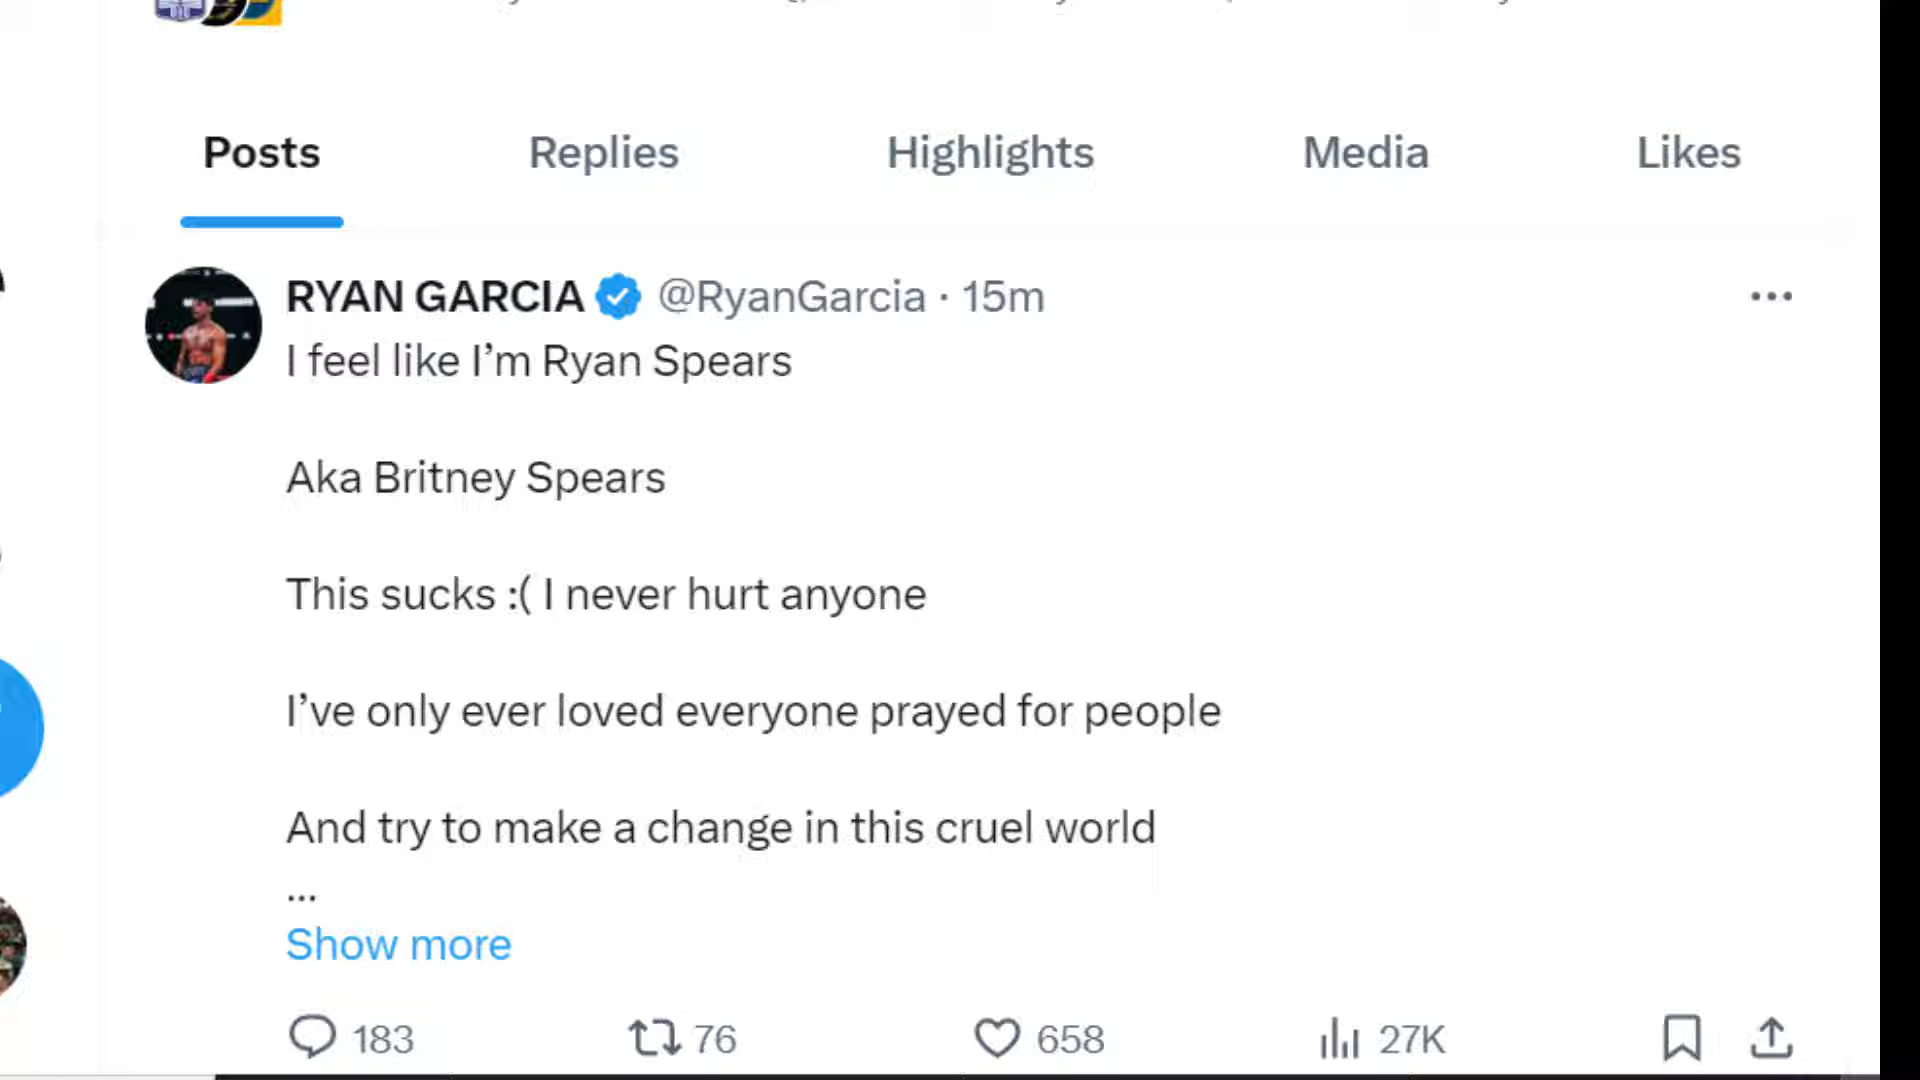 Posts Replies Highlights Media Likes
RYAN GARCIA @RyanGarcia · 15m
I feel like I’m Ryan Spears
Aka Britney Spears
This sucks :( I never hurt anyone
I’ve only ever loved everyone prayed for people
And try to make a change in this cruel world
...
Show more
183 76 658 27K